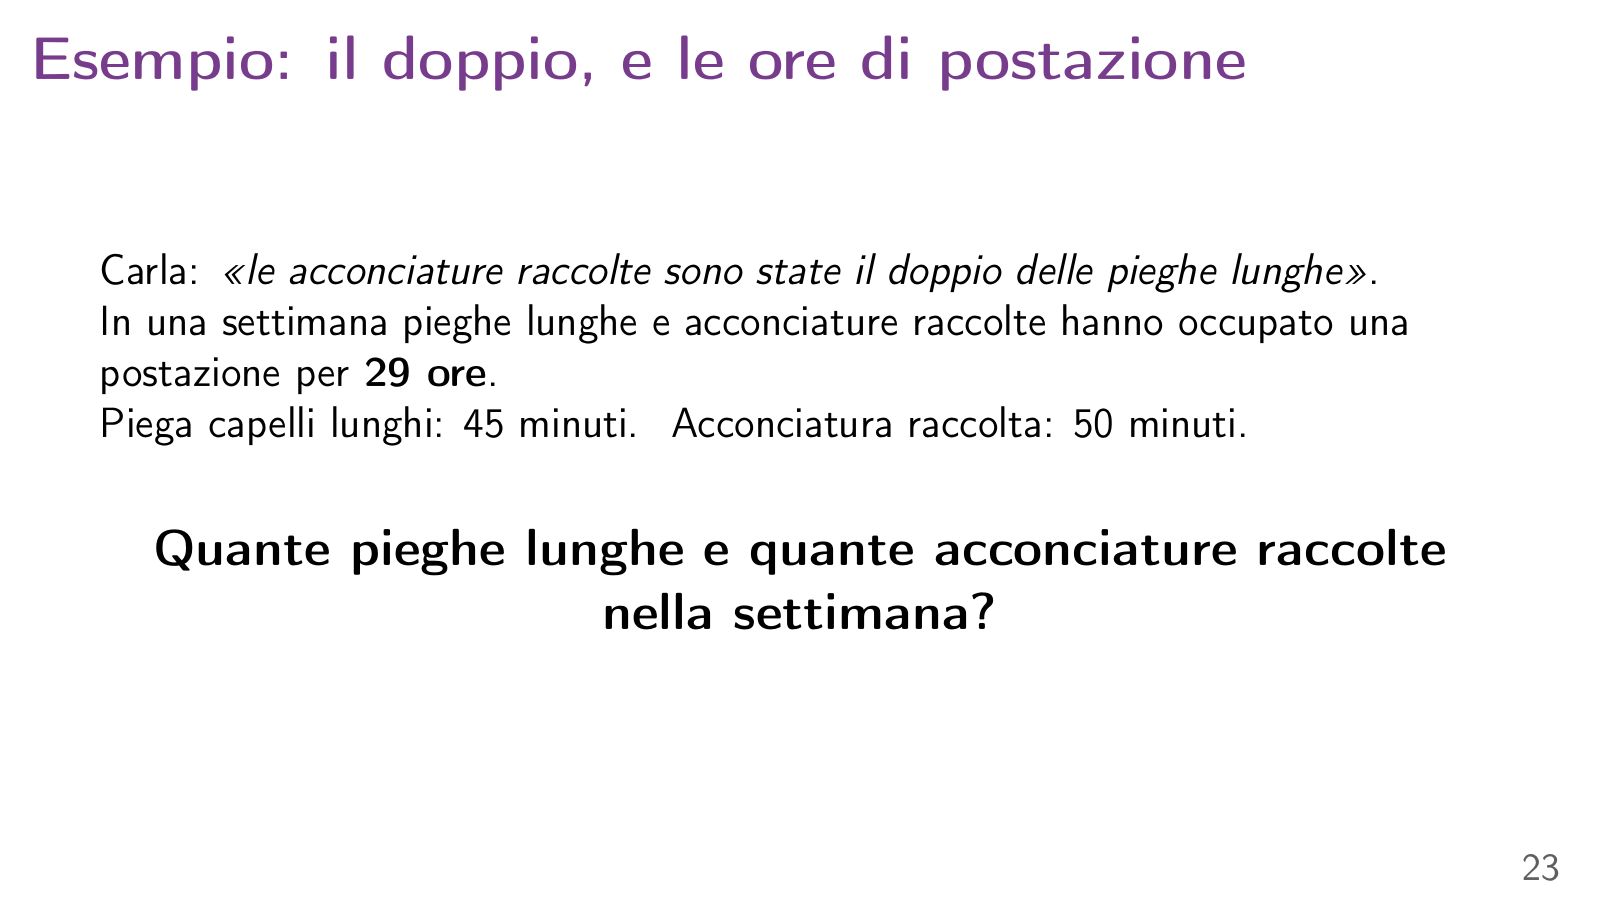 Esempio: il doppio, e le ore di postazione
Carla: «le acconciature raccolte sono state il doppio delle pieghe lunghe».
In una settimana pieghe lunghe e acconciature raccolte hanno occupato una
postazione per 29 ore.
Piega capelli lunghi: 45 minuti. Acconciatura raccolta: 50 minuti.
Quante pieghe lunghe e quante acconciature raccolte
nella settimana?
23